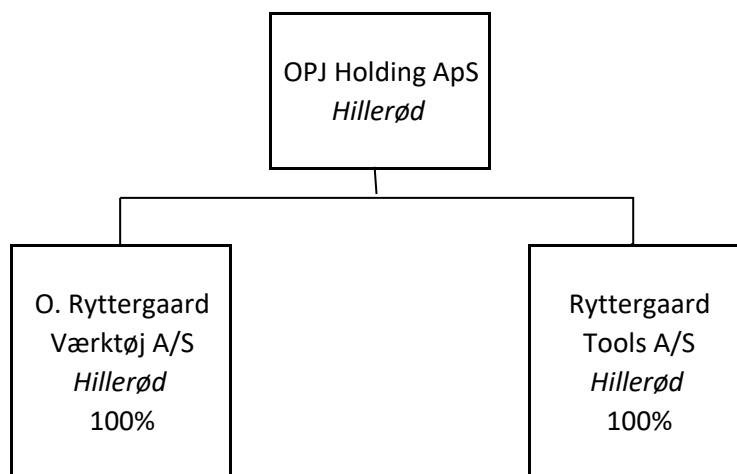 OPJ Holding ApS
Hillerød
O. Ryttergaard
Værktøj A/S
Hillerød
100%
Ryttergaard
Tools A/S
Hillerød
100%